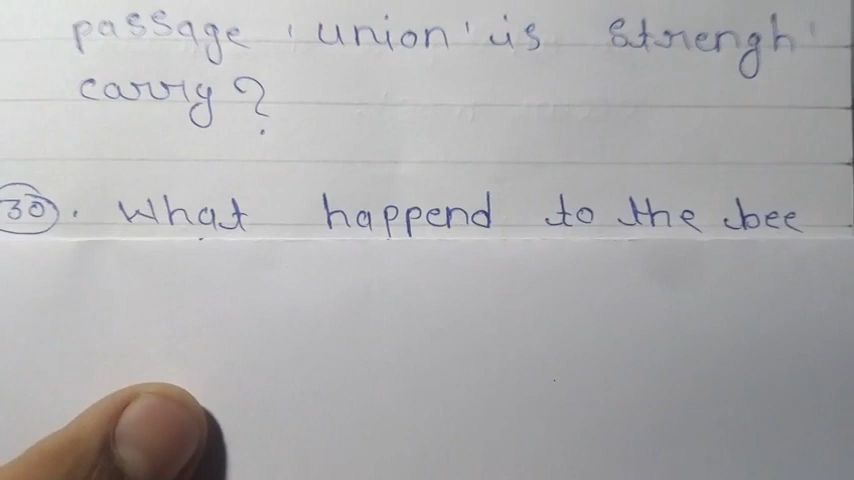 passage 'union' is strengh'
carry?
30. What happend to the bee